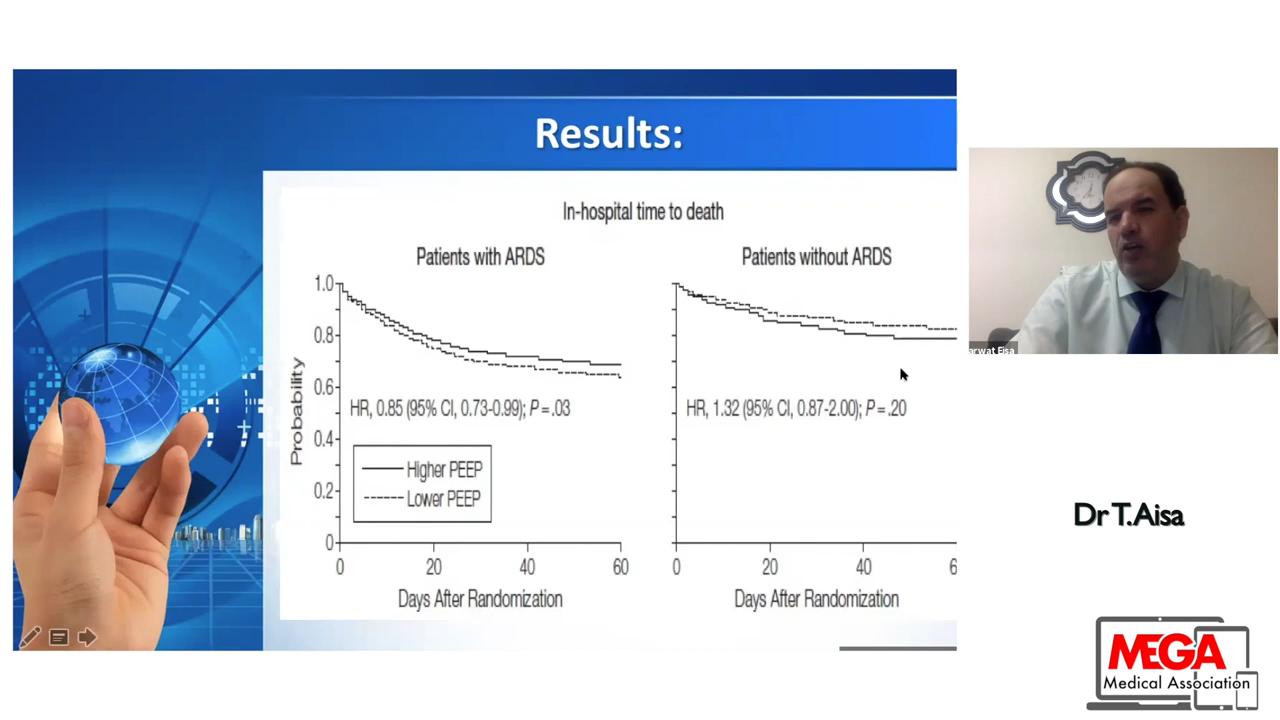 Results:
In-hospital time to death
Patients with ARDS
Patients without ARDS
1.0
0.8
0.6
0.4
0.2
0
Probability
HR, 0.85 (95% CI, 0.73-0.99); P = .03
HR, 1.32 (95% CI, 0.87-2.00); P = .20
Higher PEEP
Lower PEEP
0 20 40 60
0 20 40 6
Days After Randomization
Days After Randomization
arwat Eisa
Dr T.Aisa
MEGA
Medical Association